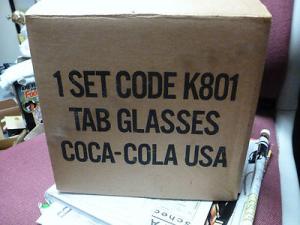 1 SET CODE K801
TAB GLASSES
COCA-COLA USA